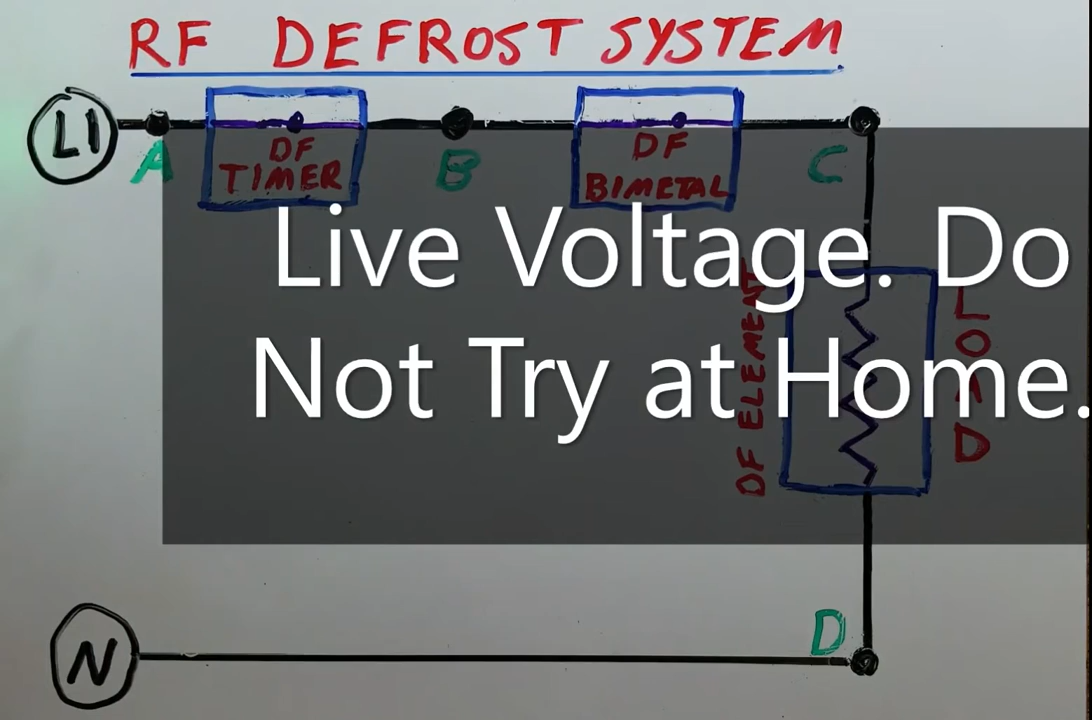 RF DEFROST SYSTEM
L1
A
DF
TIMER
B
DF
BIMETAL
C
Live Voltage. Do
Not Try at Home.
DF ELEMENT
LOAD
D
N